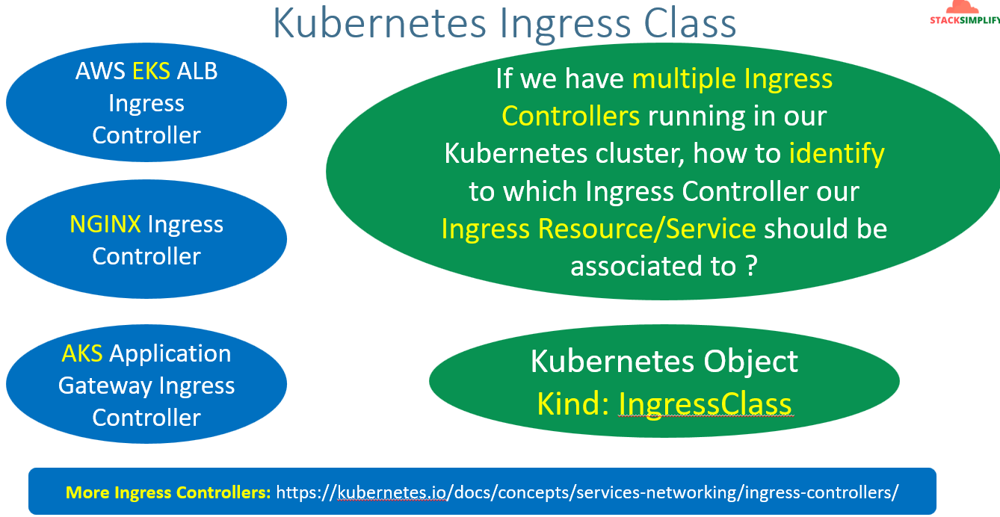 Kubernetes Ingress Class
STACKSIMPLIFY
AWS EKS ALB
Ingress
Controller
NGINX Ingress
Controller
AKS Application
Gateway Ingress
Controller
If we have multiple Ingress
Controllers running in our
Kubernetes cluster, how to identify
to which Ingress Controller our
Ingress Resource/Service should be
associated to ?
Kubernetes Object
Kind: IngressClass
More Ingress Controllers: https://kubernetes.io/docs/concepts/services-networking/ingress-controllers/